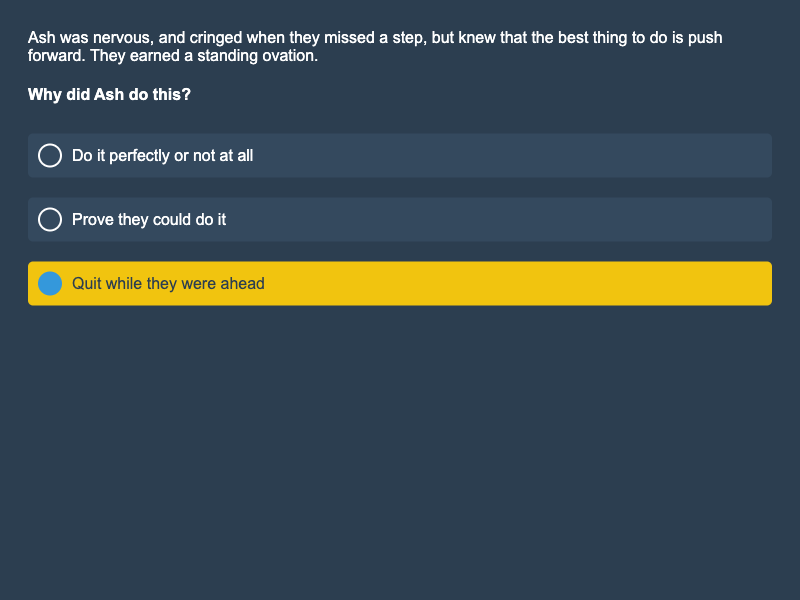 Ash was nervous, and cringed when they missed a step, but knew that the best thing to do is push
forward. They earned a standing ovation.
Why did Ash do this?
Do it perfectly or not at all
Prove they could do it
Quit while they were ahead